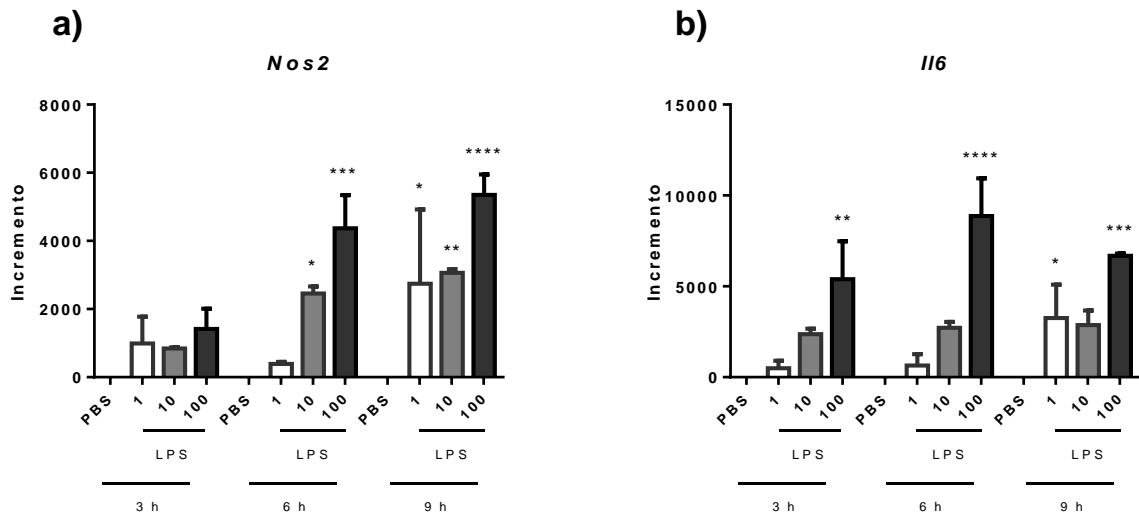 a)
Nos2
Incremento
8000
6000
4000
2000
0
*
***
*
**
****
PBS 1 10 100 PBS 1 10 100 PBS 1 10 100
LPS LPS LPS
3 h 6 h 9 h
b)
Il6
Incremento
15000
10000
5000
0
**
****
*
***
PBS 1 10 100 PBS 1 10 100 PBS 1 10 100
LPS LPS LPS
3 h 6 h 9 h